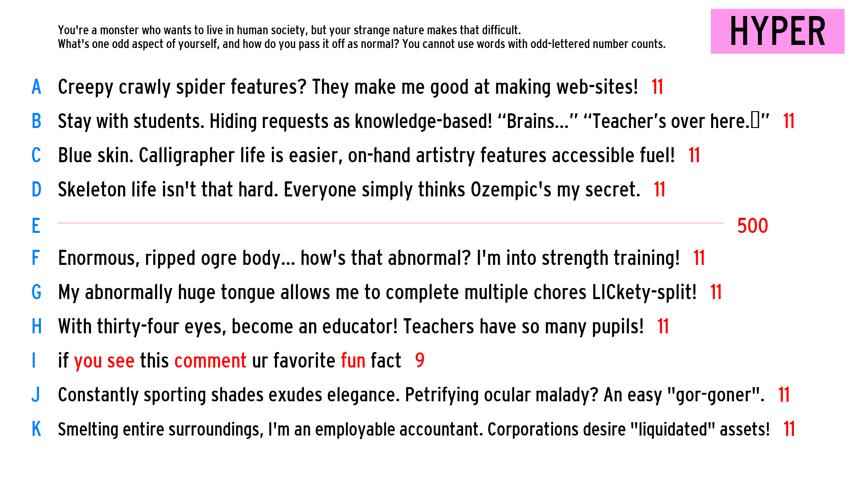 You're a monster who wants to live in human society, but your strange nature makes that difficult.
What's one odd aspect of yourself, and how do you pass it off as normal? You cannot use words with odd-lettered number counts.
HYPER
A Creepy crawly spider features? They make me good at making web-sites! 11
B Stay with students. Hiding requests as knowledge-based! “Brains...” “Teacher’s over here.▯” 11
C Blue skin. Calligrapher life is easier, on-hand artistry features accessible fuel! 11
D Skeleton life isn't that hard. Everyone simply thinks Ozempic's my secret. 11
E 500
F Enormous, ripped ogre body... how's that abnormal? I'm into strength training! 11
G My abnormally huge tongue allows me to complete multiple chores LICkety-split! 11
H With thirty-four eyes, become an educator! Teachers have so many pupils! 11
I if you see this comment ur favorite fun fact 9
J Constantly sporting shades exudes elegance. Petrifying ocular malady? An easy "gor-goner". 11
K Smelting entire surroundings, I'm an employable accountant. Corporations desire "liquidated" assets! 11